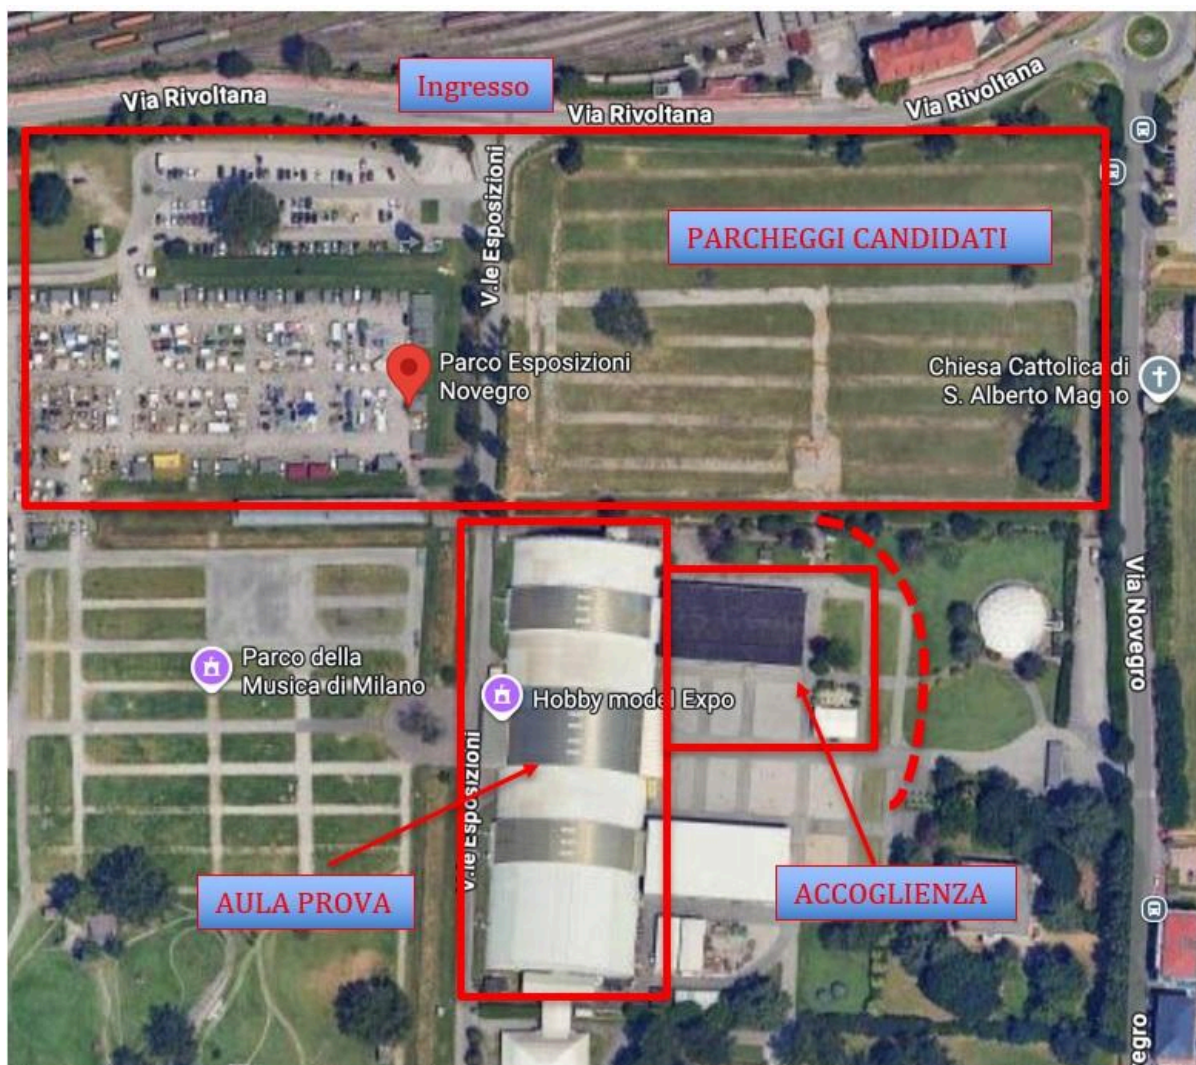 Ingresso
Via Rivoltana
Via Rivoltana
Via Rivoltana
V.le Esposizioni
PARCHEGGI CANDIDATI
Parco Esposizioni
Novegro
Chiesa Cattolica di
S. Alberto Magno
Via Novegro
Parco della
Musica di Milano
Hobby model Expo
V.le Esposizioni
AULA PROVA
ACCOGLIENZA
egro